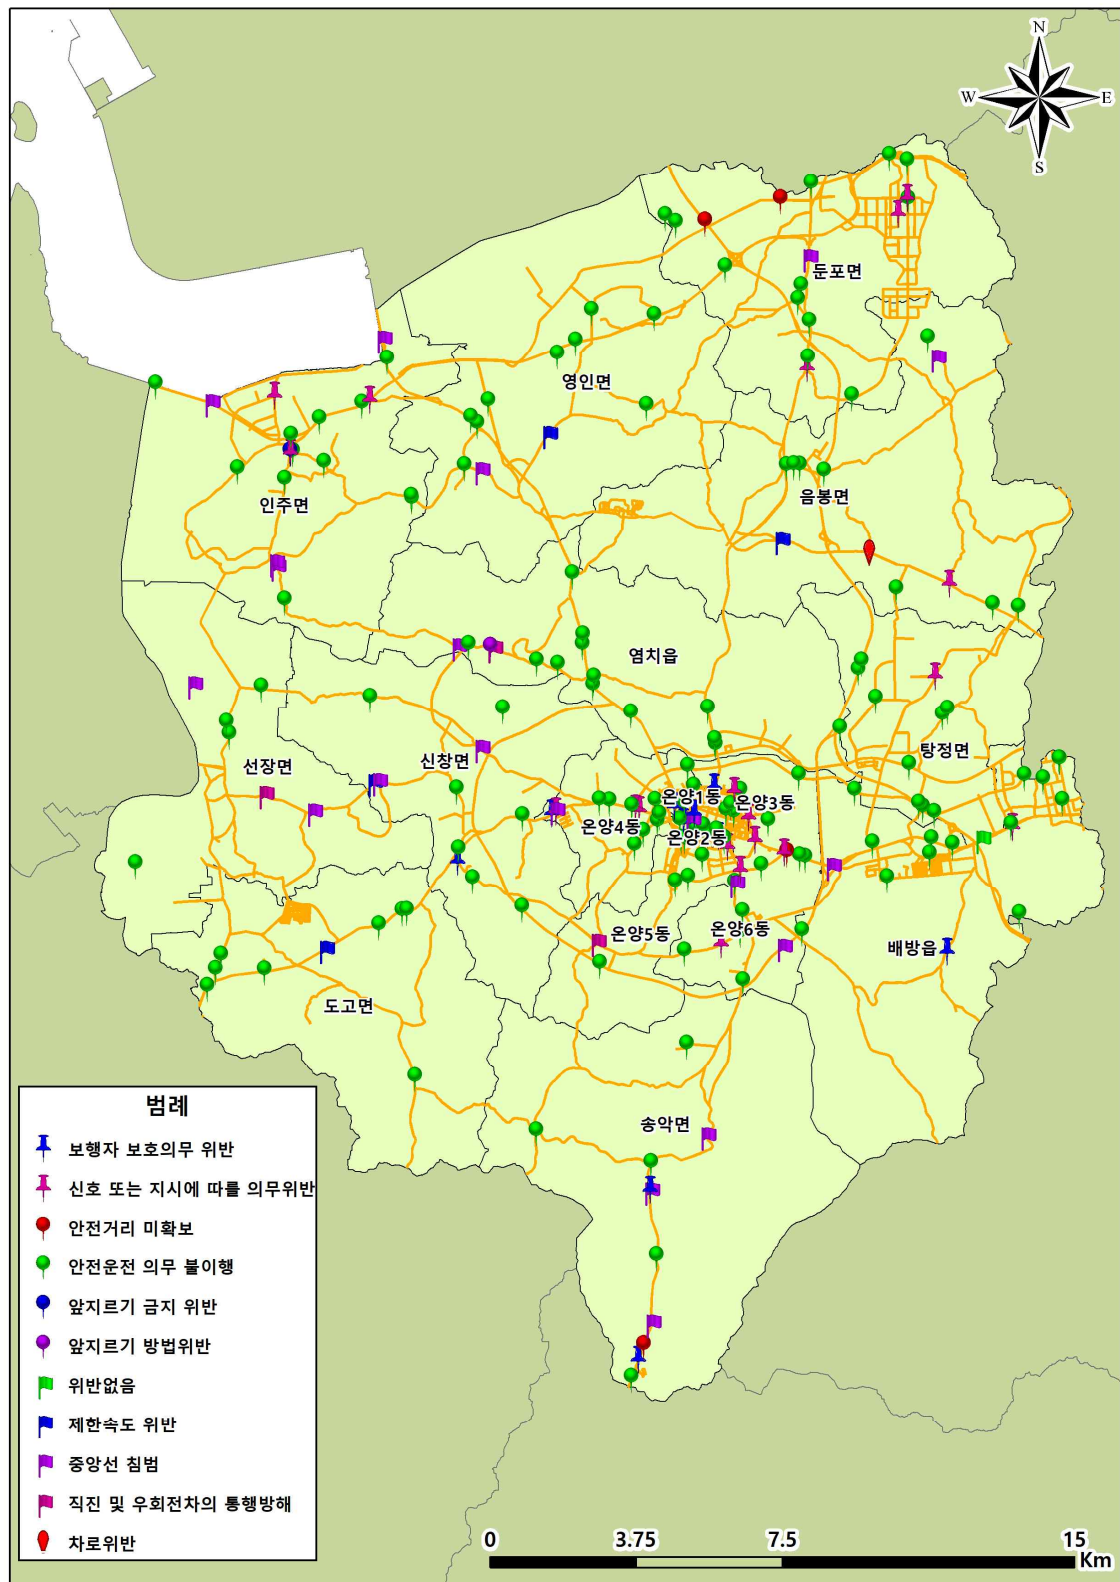 N
W
E
S
둔포면
영인면
음봉면
인주면
염치읍
탕정면
신창면
선장면
온양1동
온양3동
온양4동
온양2동
온양5동
온양6동
배방읍
도고면
송악면
범례
보행자 보호의무 위반
신호 또는 지시에 따를 의무위반
안전거리 미확보
안전운전 의무 불이행
앞지르기 금지 위반
앞지르기 방법위반
위반없음
제한속도 위반
중앙선 침범
직진 및 우회전차의 통행방해
차로위반
0 3.75 7.5 15
Km